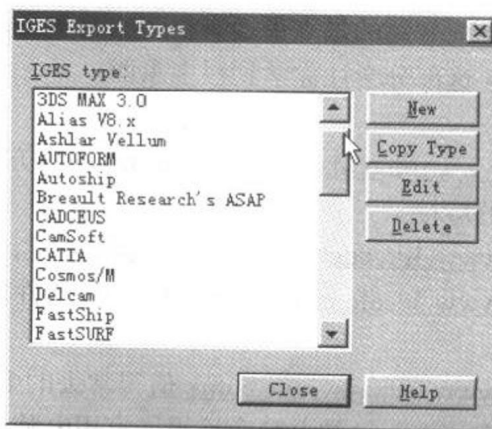 IGES Export Types
IGES type:
3DS MAX 3.0
Alias V8.x
Ashlar Vellum
AUTOFORM
Autoship
Breault Research's ASAP
CADCEUS
CamSoft
CATIA
Cosmos/M
Delcam
FastShip
FastSURF
New
Copy Type
Edit
Delete
Close
Help